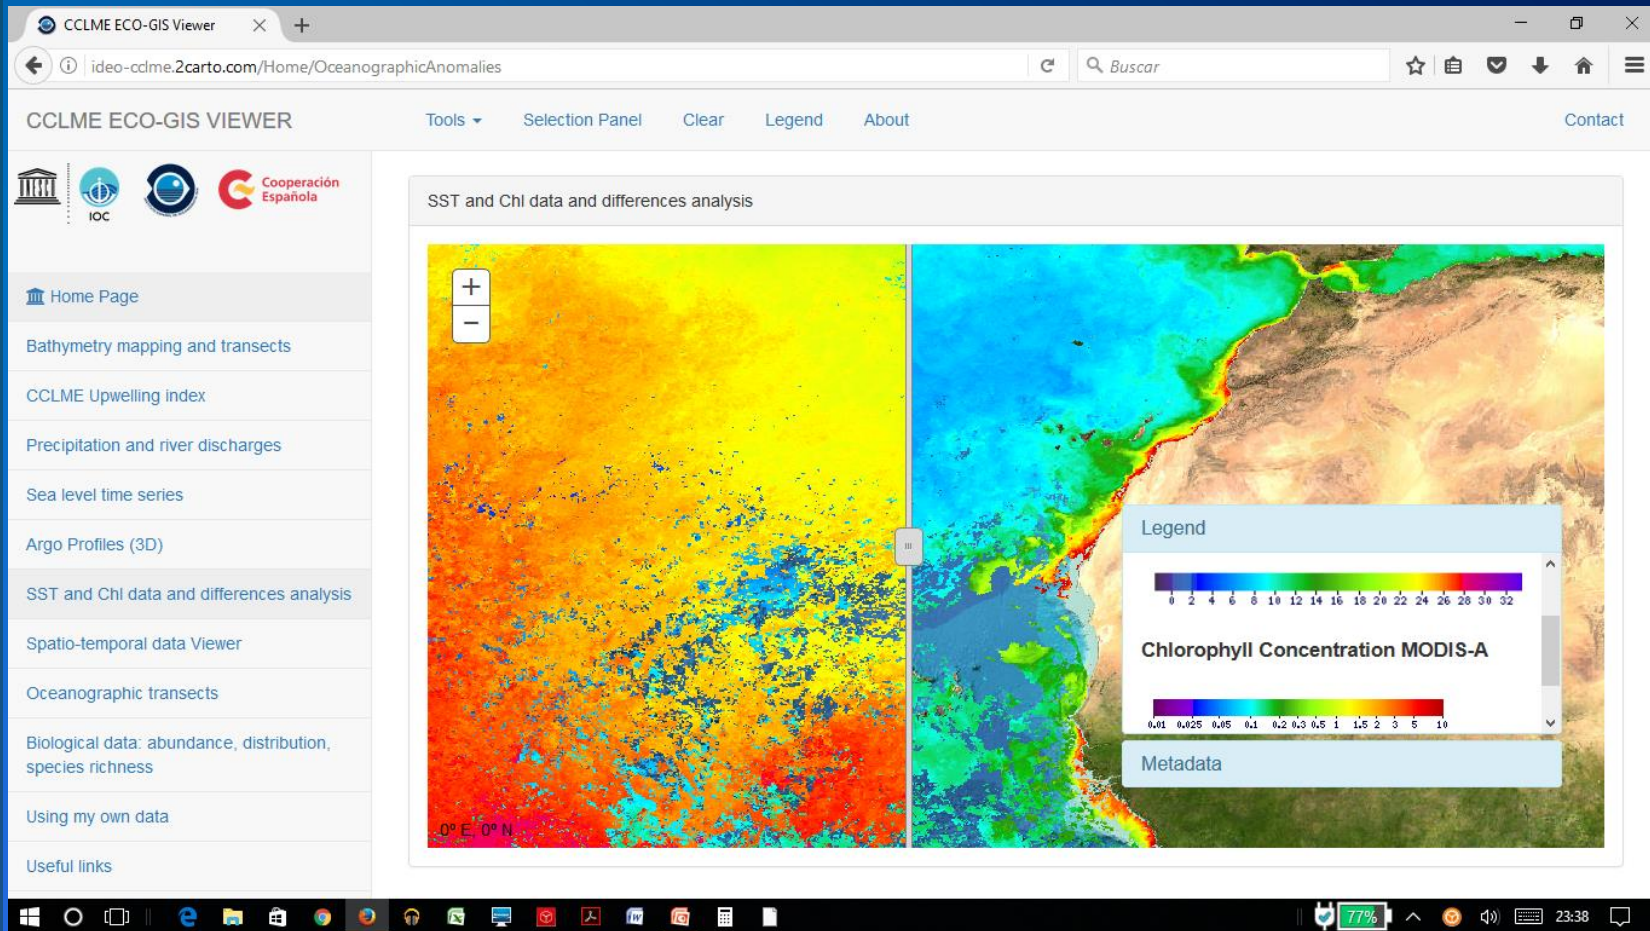 CCLME ECO-GIS Viewer
ideo-cclme.2carto.com/Home/OceanographicAnomalies
Buscar
CCLME ECO-GIS VIEWER
Tools
Selection Panel
Clear
Legend
About
Contact
IOC
Cooperación
Española
SST and Chl data and differences analysis
+
−
Home Page
Bathymetry mapping and transects
CCLME Upwelling index
Precipitation and river discharges
Sea level time series
Argo Profiles (3D)
SST and Chl data and differences analysis
Spatio-temporal data Viewer
Oceanographic transects
Biological data: abundance, distribution,
species richness
Using my own data
Useful links
Legend
0 2 4 6 8 10 12 14 16 18 20 22 24 26 28 30 32
Chlorophyll Concentration MODIS-A
0.01 0.025 0.05 0.1 0.2 0.3 0.5 1 1.5 2 3 5 10
Metadata
0º E, 0º N
77%
23:38